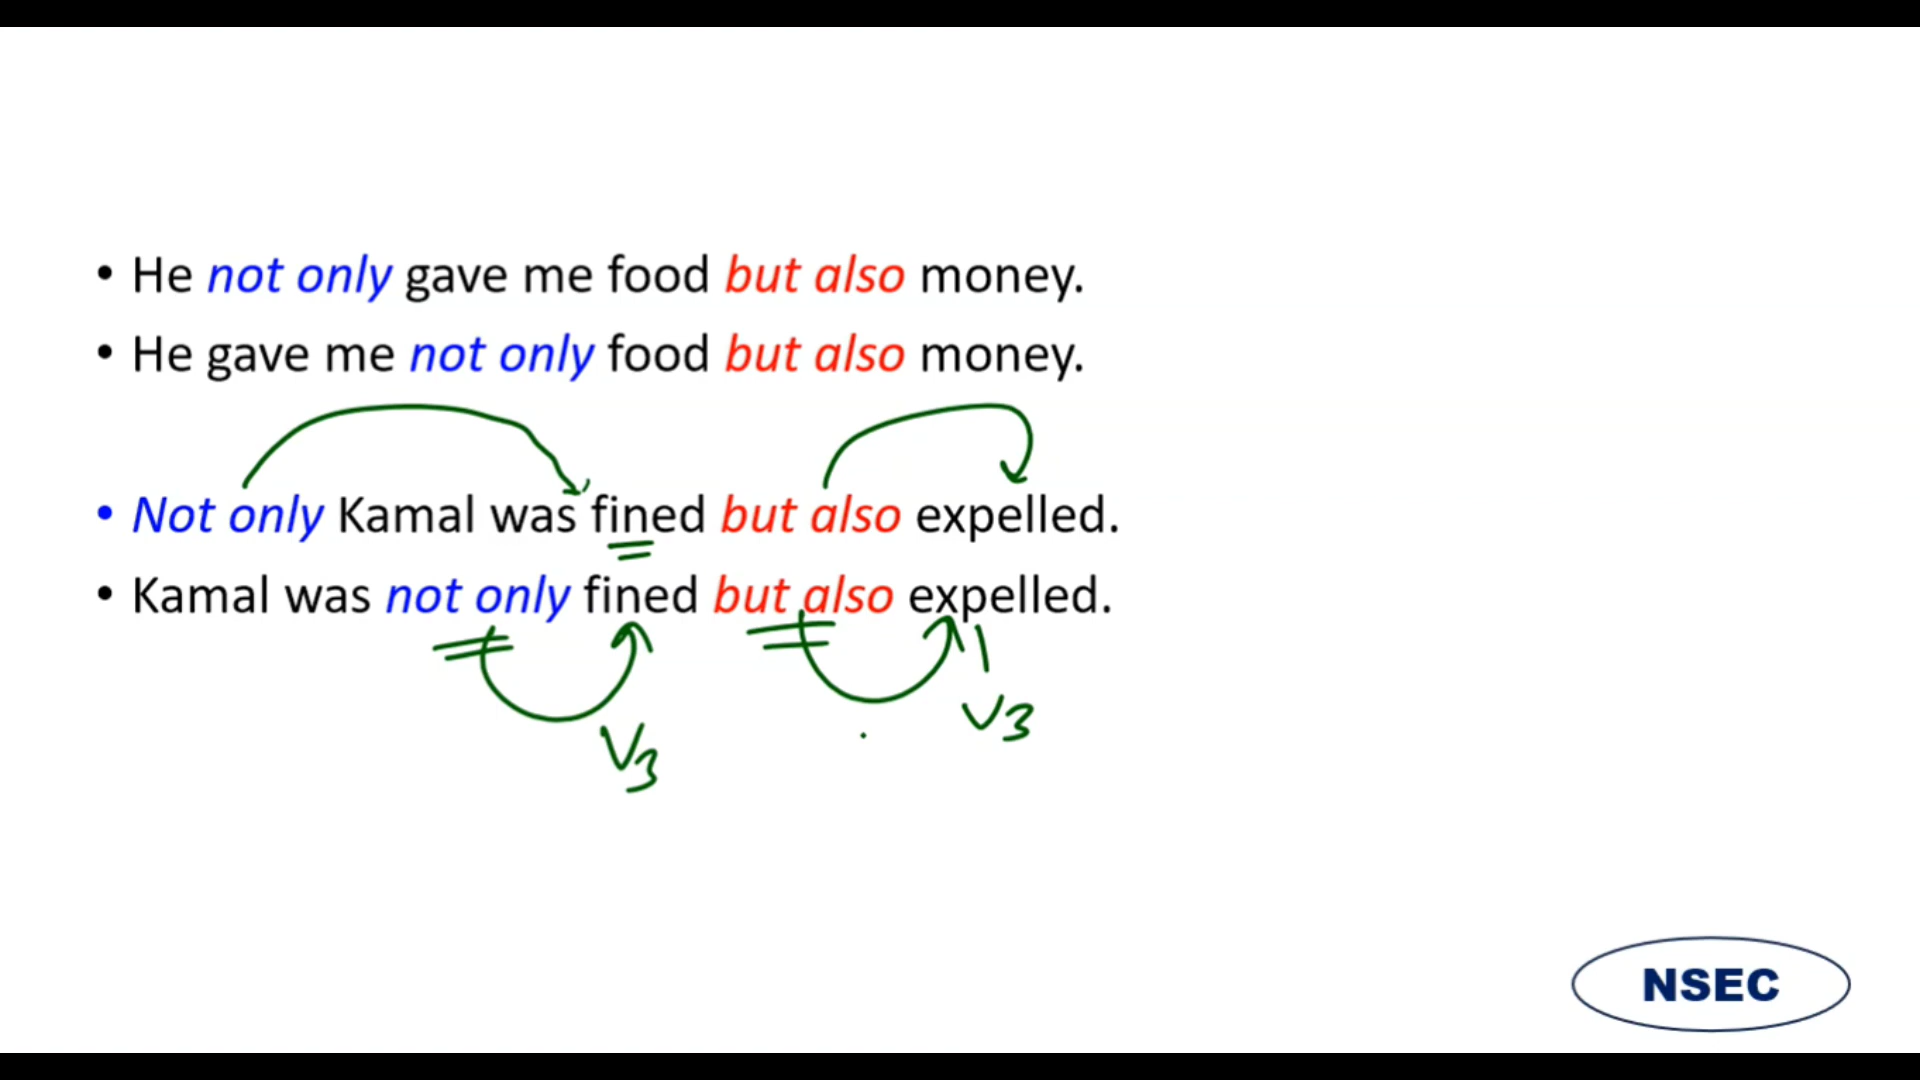 • He not only gave me food but also money.
• He gave me not only food but also money.
• Not only Kamal was fined but also expelled.
• Kamal was not only fined but also expelled.
V3
V3
NSEC